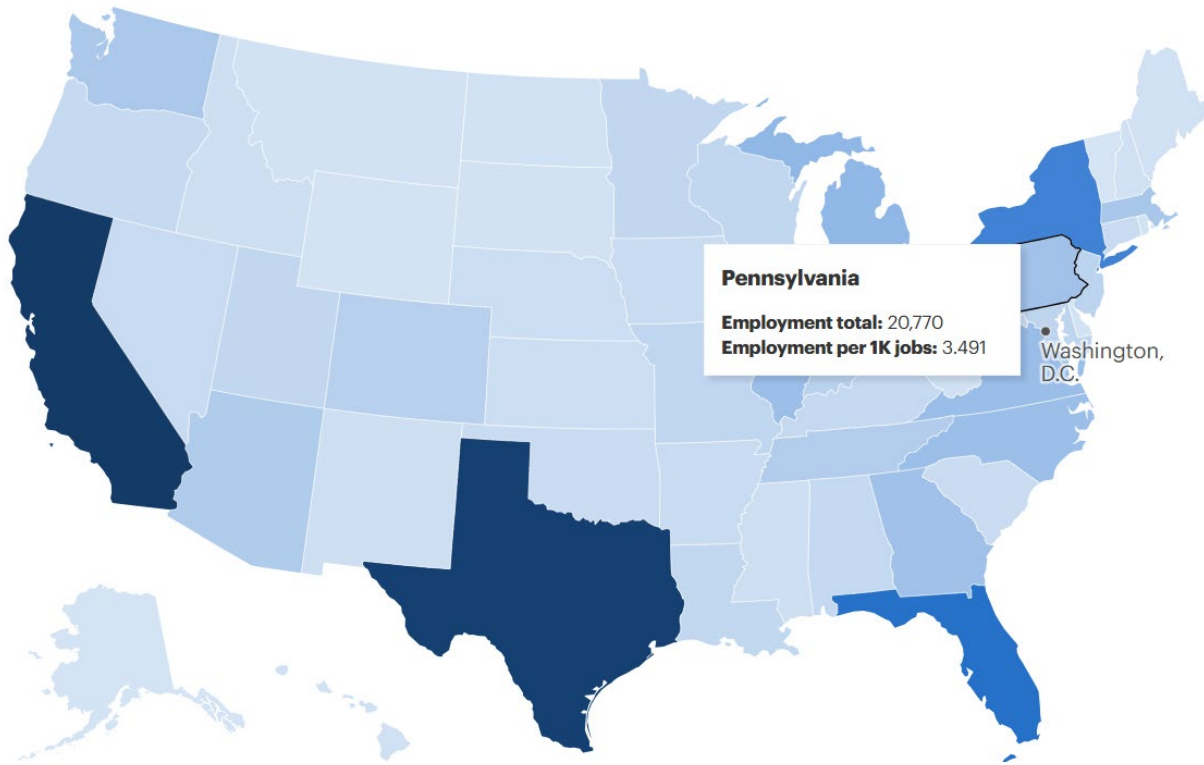 Pennsylvania
Employment total: 20,770
Employment per 1K jobs: 3.491
Washington,
D.C.